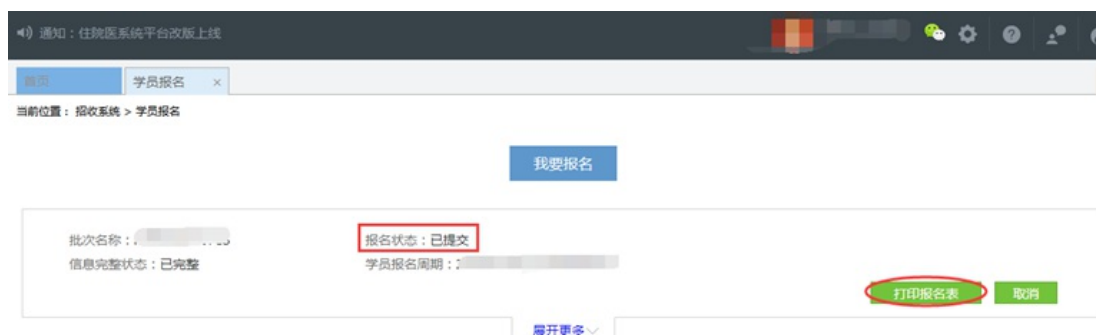 通知：住院医系统平台改版上线
首页 学员报名 ×
当前位置： 招收系统 > 学员报名
我要报名
批次名称： 报名状态：已提交
信息完整状态：已完整 学员报名周期：2
打印报名表 取消
展开更多